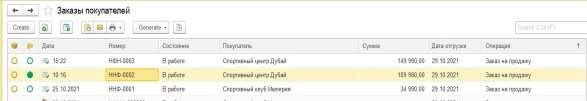 Заказы покупателей
Create Generate Search (Ctrl+F)
Дата Номер Состояние Покупатель Сумма Дата отгрузки Операция ↑
15:22 ННФ-0003 В работе Спортивный центр Дубай 149 990,00 29.10.2021 Заказ на продажу
10:16 ННФ-0002 В работе Спортивный центр Дубай 29.10.2021 Заказ на продажу
25.10.2021 ННФ-0001 В работе Спортивный клуб Империя 34 990,00 29.10.2021 Заказ на продажу